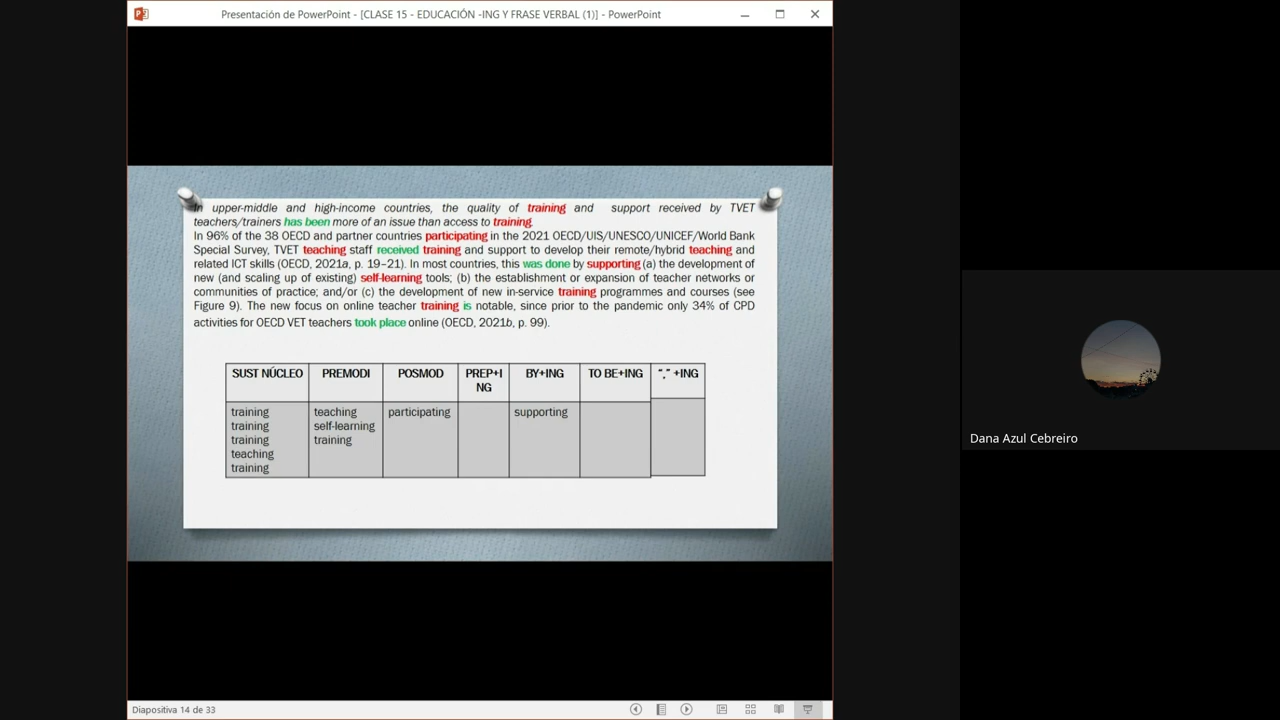 Presentación de PowerPoint - [CLASE 15 - EDUCACIÓN -ING Y FRASE VERBAL (1)] - PowerPoint
In upper-middle and high-income countries, the quality of training and support received by TVET
teachers/trainers has been more of an issue than access to training.
In 96% of the 38 OECD and partner countries participating in the 2021 OECD/UIS/UNESCO/UNICEF/World Bank
Special Survey, TVET teaching staff received training and support to develop their remote/hybrid teaching and
related ICT skills (OECD, 2021a, p. 19–21). In most countries, this was done by supporting (a) the development of
new (and scaling up of existing) self-learning tools; (b) the establishment or expansion of teacher networks or
communities of practice; and/or (c) the development of new in-service training programmes and courses (see
Figure 9). The new focus on online teacher training is notable, since prior to the pandemic only 34% of CPD
activities for OECD VET teachers took place online (OECD, 2021b, p. 99).
SUST NÚCLEO PREMODI POSMOD PREP+I BY+ING TO BE+ING “,” +ING
NG
training teaching participating supporting
training self-learning
training training
teaching
training
Dana Azul Cebreiro
Diapositiva 14 de 33